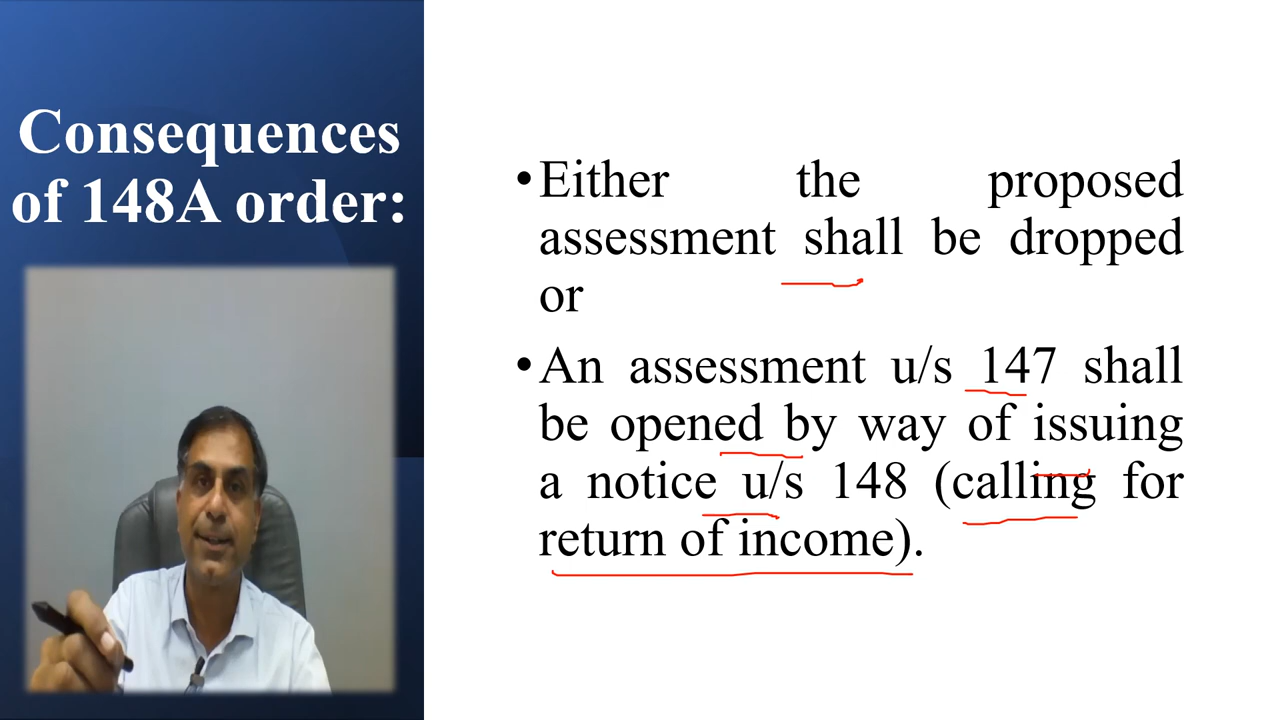 Consequences
of 148A order:
•Either the proposed
assessment shall be dropped
or
•An assessment u/s 147 shall
be opened by way of issuing
a notice u/s 148 (calling for
return of income).